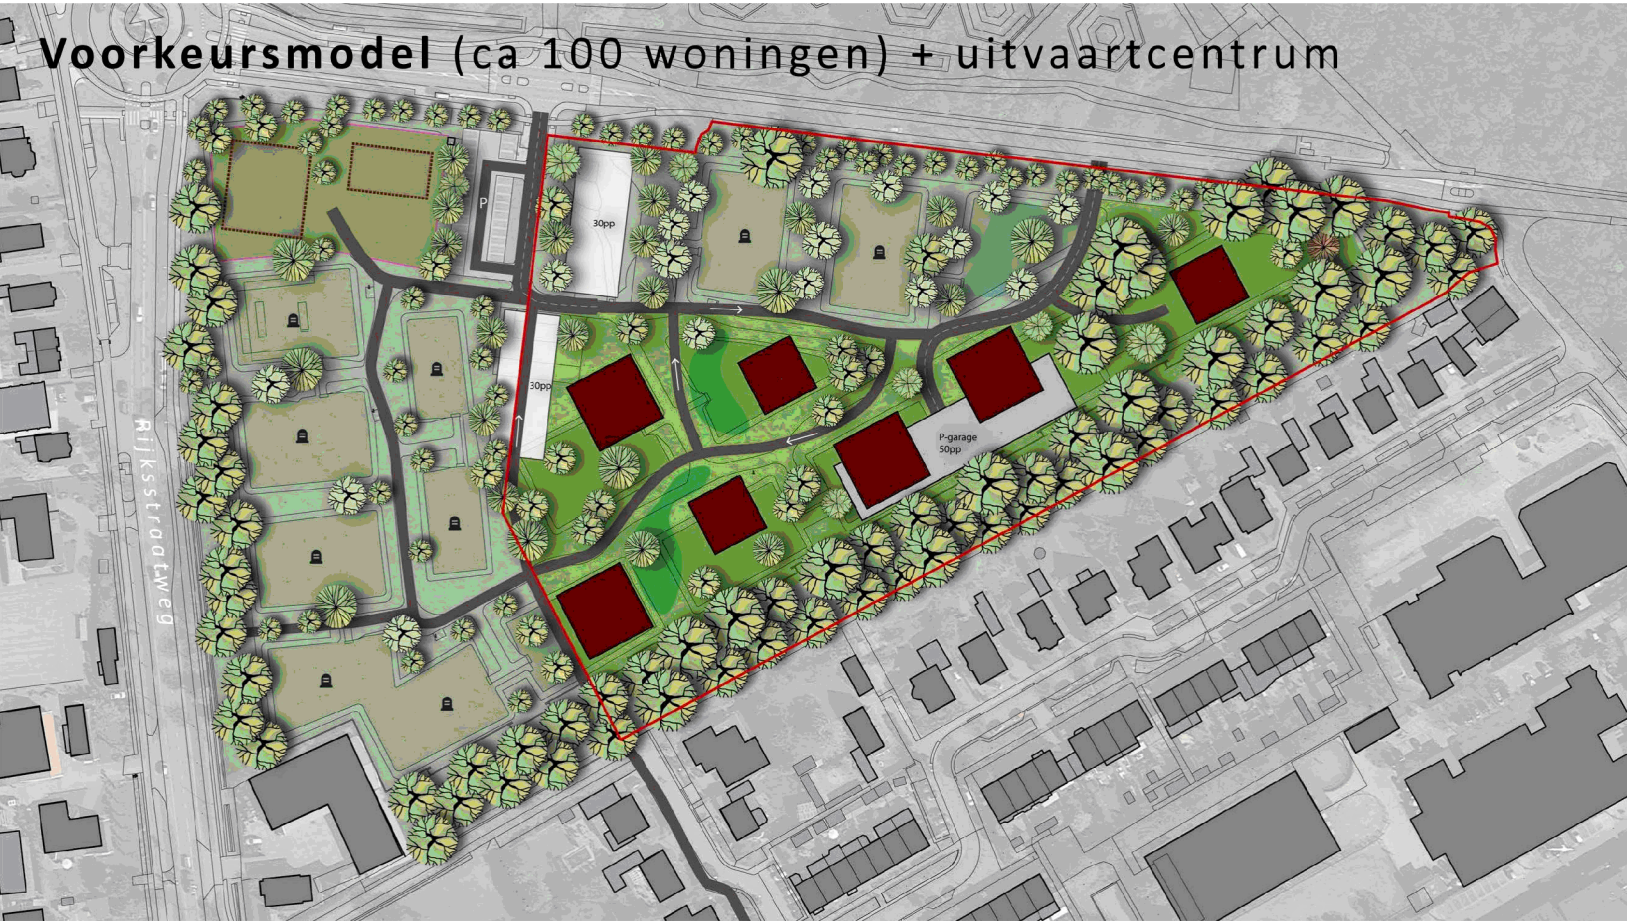 Voorkeursmodel (ca 100 woningen) + uitvaartcentrum
P
30pp
30pp
P-garage
50pp
Rijksstraatweg